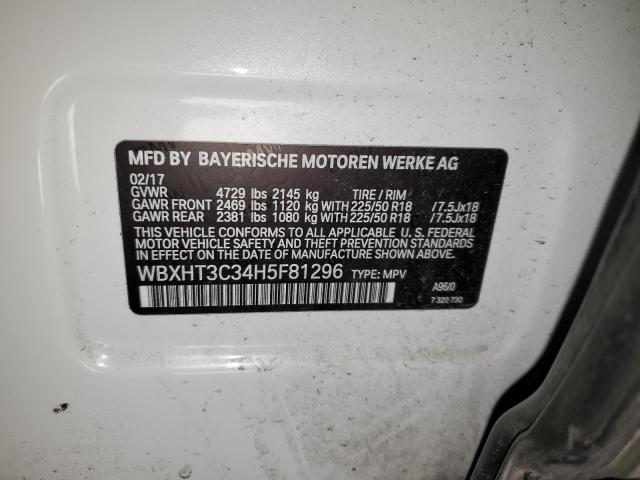 MFD BY BAYERISCHE MOTOREN WERKE AG
02/17
GVWR 4729 lbs 2145 kg TIRE / RIM
GAWR FRONT 2469 lbs 1120 kg WITH 225/50 R18 /7.5Jx18
GAWR REAR 2381 lbs 1080 kg WITH 225/50 R18 /7.5Jx18
THIS VEHICLE CONFORMS TO ALL APPLICABLE U. S. FEDERAL
MOTOR VEHICLE SAFETY, BUMPER, AND THEFT PREVENTION STANDARDS
IN EFFECT ON THE DATE OF MANUFACTURE SHOWN ABOVE.
WBXHT3C34H5F81296 TYPE: MPV
A96/0
7 320 730